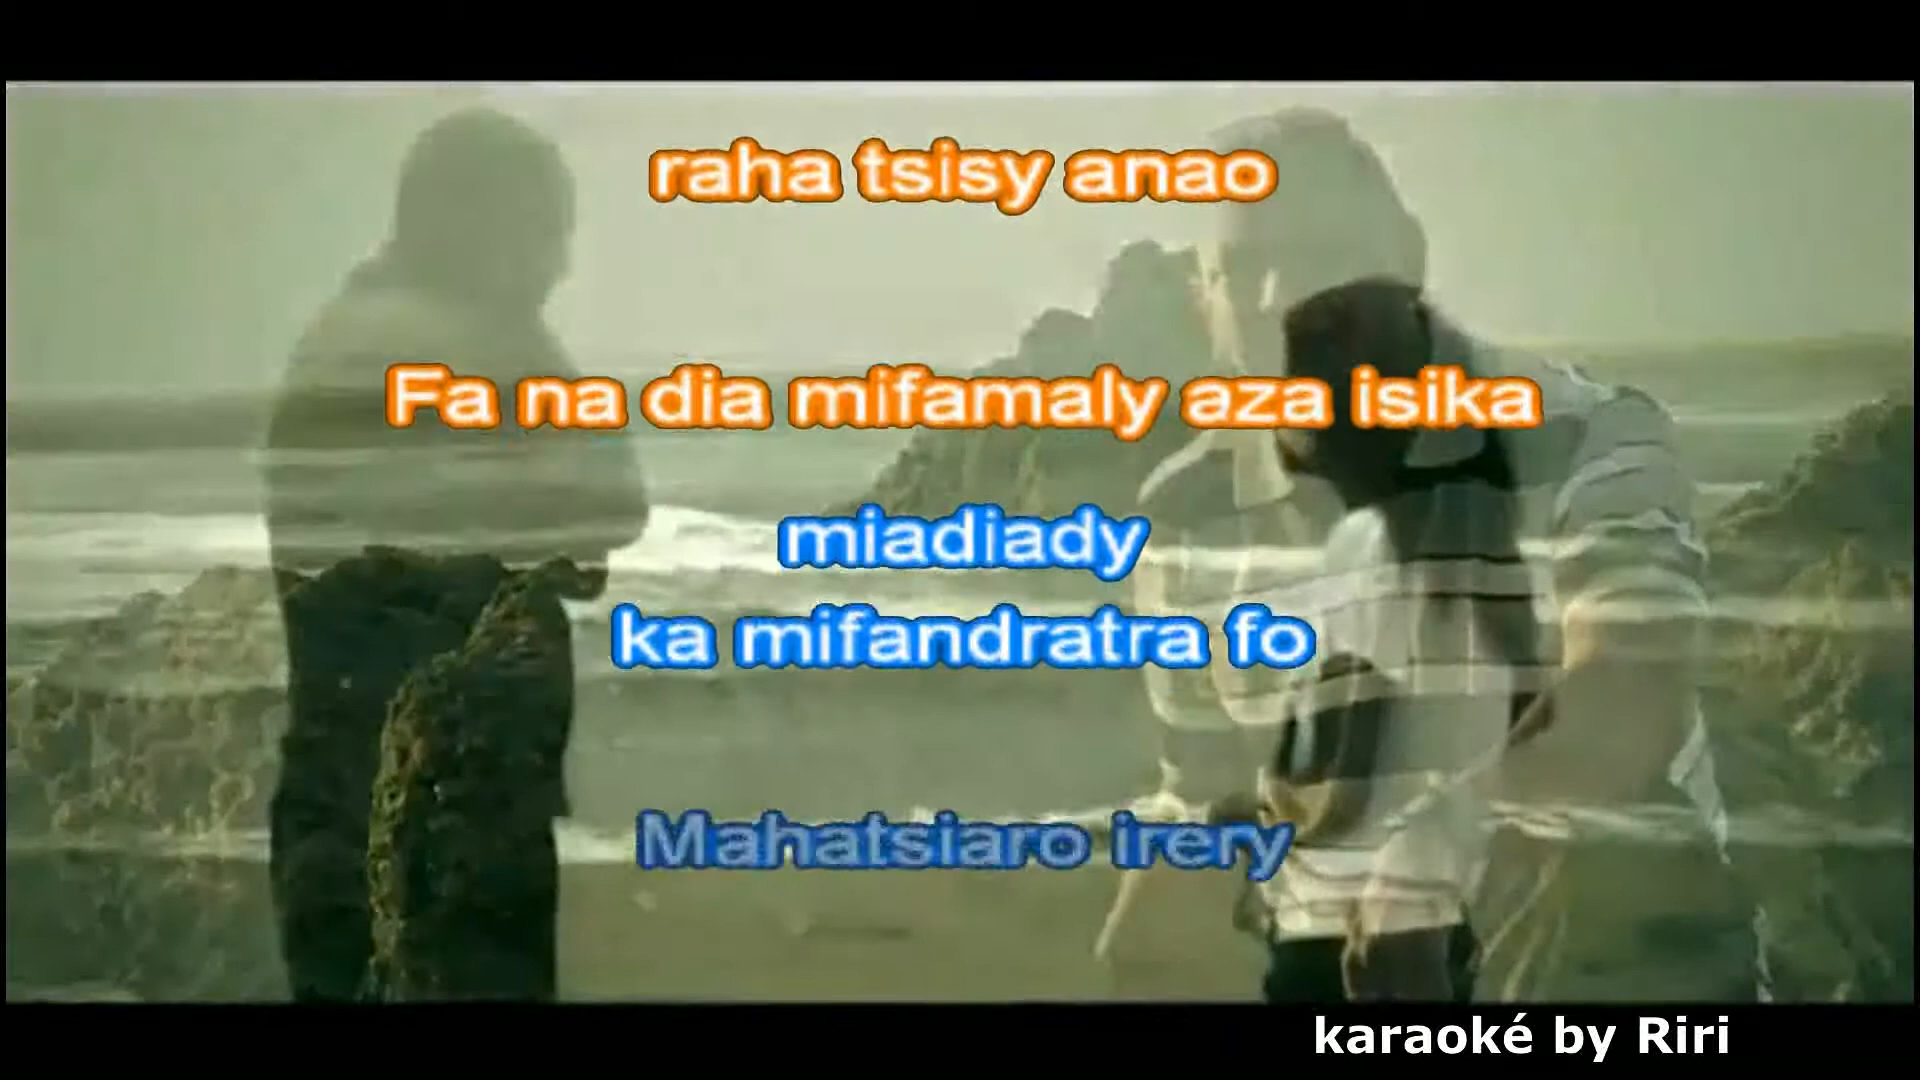 raha tsisy anao
Fa na dia mifamaly aza isika
miadiady
ka mifandratra fo
Mahatsiaro irery
karaoké by Riri